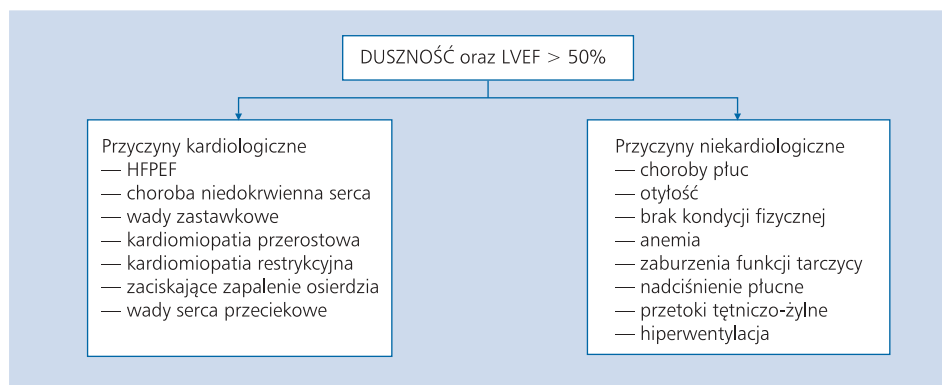 DUSZNOŚĆ oraz LVEF > 50%
Przyczyny kardiologiczne
— HFPEF
— choroba niedokrwienna serca
— wady zastawkowe
— kardiomiopatia przerostowa
— kardiomiopatia restrykcyjna
— zaciskające zapalenie osierdzia
— wady serca przeciekowe
Przyczyny niekardiologiczne
— choroby płuc
— otyłość
— brak kondycji fizycznej
— anemia
— zaburzenia funkcji tarczycy
— nadciśnienie płucne
— przetoki tętniczo-żylne
— hiperwentylacja